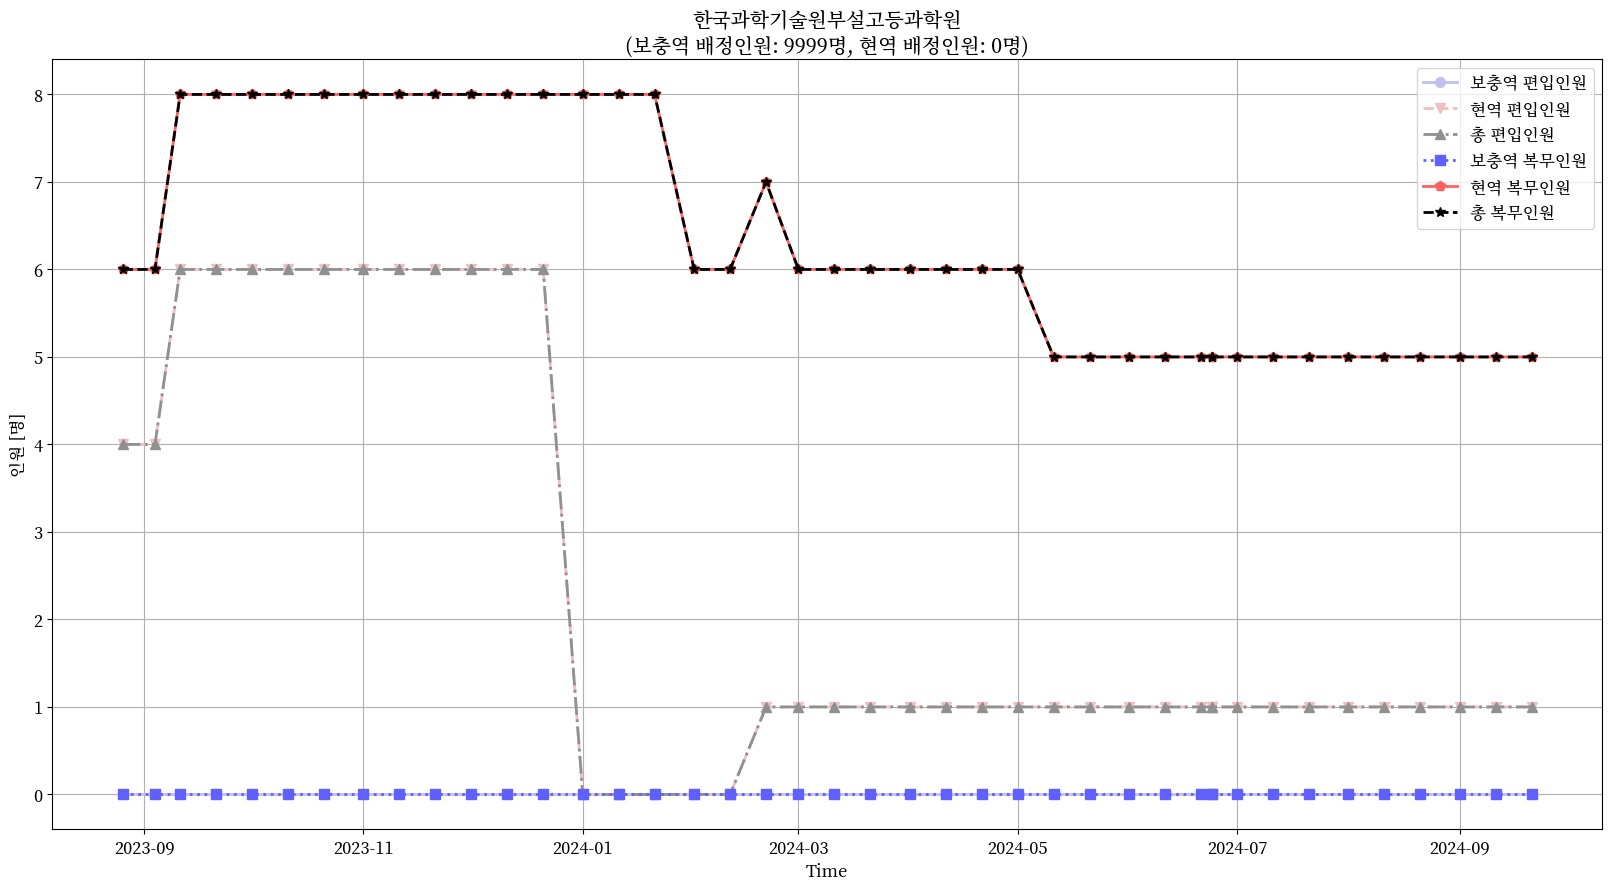 한국과학기술원부설고등과학원
(보충역 배정인원: 9999명, 현역 배정인원: 0명)
보충역 편입인원
현역 편입인원
총 편입인원
보충역 복무인원
현역 복무인원
총 복무인원
인원 [명]
8
7
6
5
4
3
2
1
0
2023-09
2023-11
2024-01
2024-03
2024-05
2024-07
2024-09
Time